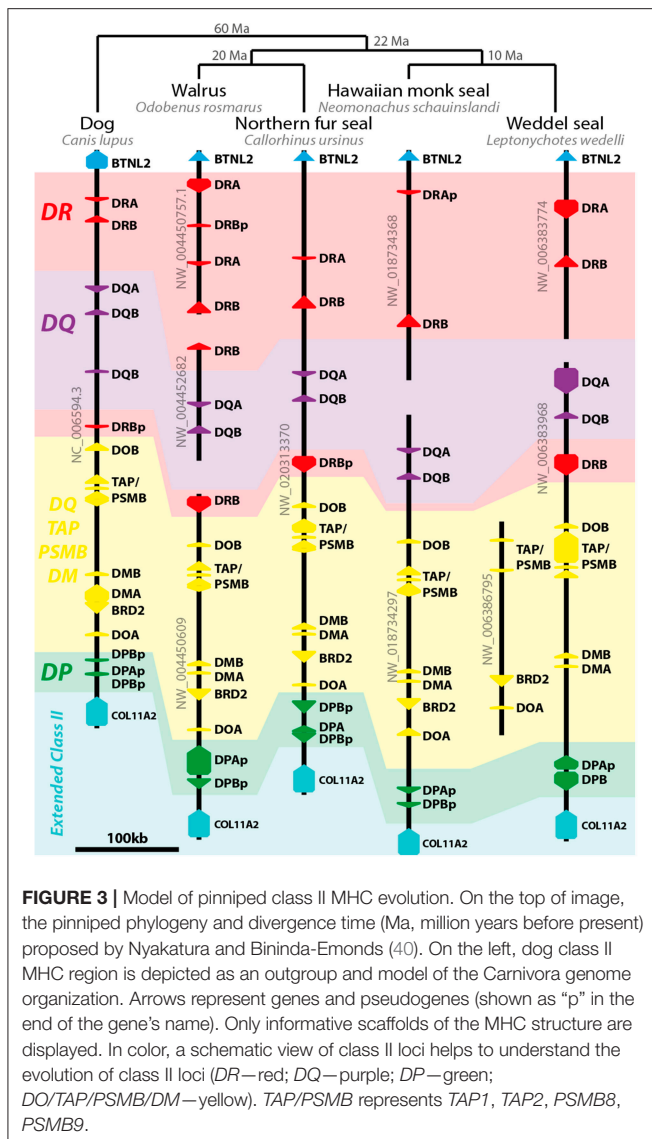 60 Ma
22 Ma
20 Ma
10 Ma
Dog
Canis lupus
Walrus
Odobenus rosmarus
Northern fur seal
Callorhinus ursinus
Hawaiian monk seal
Neomonachus schauinslandi
Weddel seal
Leptonychotes wedelli
DR
DQ
DQ
TAP
PSMB
DM
DP
Extended Class II
100kb
NC_006594.3
BTNL2
DRA
DRB
DQA
DQB
DQB
DRBp
DOB
TAP/
PSMB
DMB
DMA
BRD2
DOA
DPBp
DPAp
DPBp
COL11A2
NW_004450757.1
NW_004452682
NW_004450609
BTNL2
DRA
DRBp
DRA
DRB
DRB
DQA
DQB
DRB
DOB
TAP/
PSMB
DMB
DMA
BRD2
DOA
DPAp
DPBp
COL11A2
NW_020313370
BTNL2
DRA
DRB
DQA
DQB
DRBp
DOB
TAP/
PSMB
DMB
DMA
BRD2
DOA
DPBp
DPA
DPBp
COL11A2
NW_018734368
NW_018734297
BTNL2
DRAp
DRB
DQA
DQB
DOB
TAP/
PSMB
DMB
DMA
BRD2
DOA
DPAp
DPBp
COL11A2
NW_006386795
TAP/
PSMB
BRD2
DOA
NW_006383774
NW_006383968
BTNL2
DRA
DRB
DQA
DQB
DRB
DOB
TAP/
PSMB
DMB
DMA
DPAp
DPB
COL11A2
FIGURE 3 | Model of pinniped class II MHC evolution. On the top of image,
the pinniped phylogeny and divergence time (Ma, million years before present)
proposed by Nyakatura and Bininda-Emonds (40). On the left, dog class II
MHC region is depicted as an outgroup and model of the Carnivora genome
organization. Arrows represent genes and pseudogenes (shown as “p” in the
end of the gene’s name). Only informative scaffolds of the MHC structure are
displayed. In color, a schematic view of class II loci helps to understand the
evolution of class II loci (DR—red; DQ—purple; DP—green;
DO/TAP/PSMB/DM—yellow). TAP/PSMB represents TAP1, TAP2, PSMB8,
PSMB9.